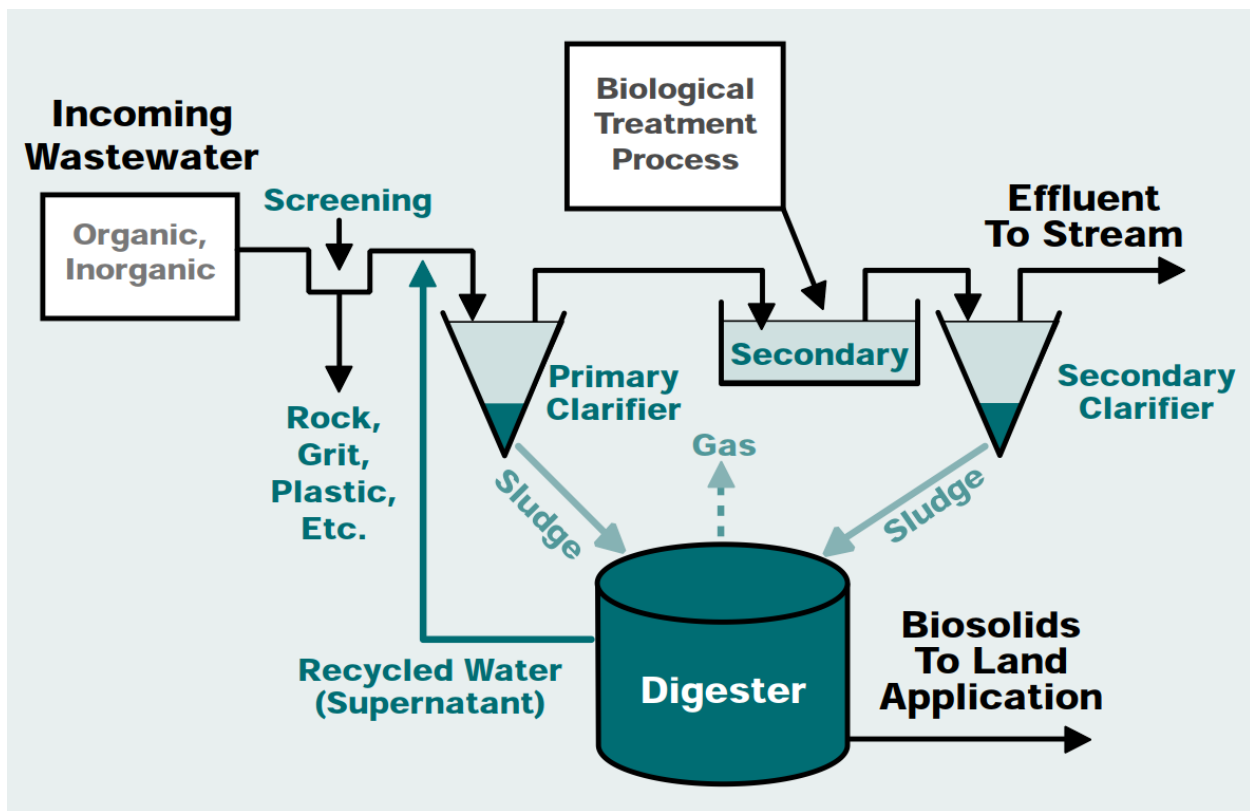 Incoming
Wastewater
Organic,
Inorganic
Screening
Rock,
Grit,
Plastic,
Etc.
Primary
Clarifier
Biological
Treatment
Process
Secondary
Effluent
To Stream
Secondary
Clarifier
Sludge
Gas
Sludge
Recycled Water
(Supernatant)
Digester
Biosolids
To Land
Application